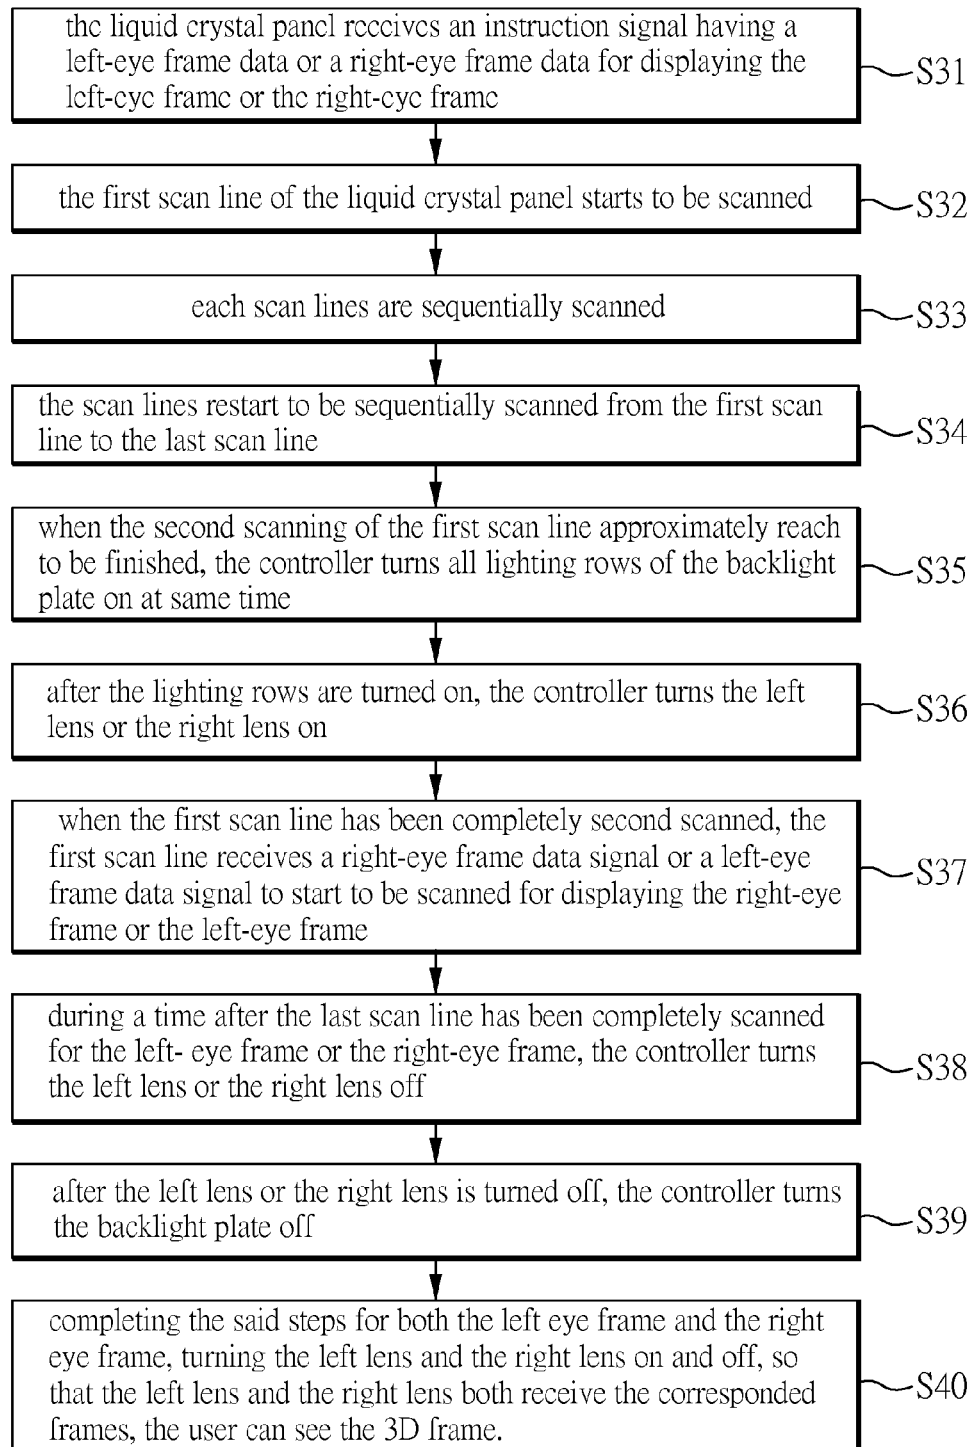 the liquid crystal panel receives an instruction signal having a
left-eye frame data or a right-eye frame data for displaying the
left-eye frame or the right-eye frame
S31
the first scan line of the liquid crystal panel starts to be scanned
S32
each scan lines are sequentially scanned
S33
the scan lines restart to be sequentially scanned from the first scan
line to the last scan line
S34
when the second scanning of the first scan line approximately reach
to be finished, the controller turns all lighting rows of the backlight
plate on at same time
S35
after the lighting rows are turned on, the controller turns the left
lens or the right lens on
S36
when the first scan line has been completely second scanned, the
first scan line receives a right-eye frame data signal or a left-eye
frame data signal to start to be scanned for displaying the right-eye
frame or the left-eye frame
S37
during a time after the last scan line has been completely scanned
for the left- eye frame or the right-eye frame, the controller turns
the left lens or the right lens off
S38
after the left lens or the right lens is turned off, the controller turns
the backlight plate off
S39
completing the said steps for both the left eye frame and the right
eye frame, turning the left lens and the right lens on and off, so
that the left lens and the right lens both receive the corresponded
frames, the user can see the 3D frame.
S40